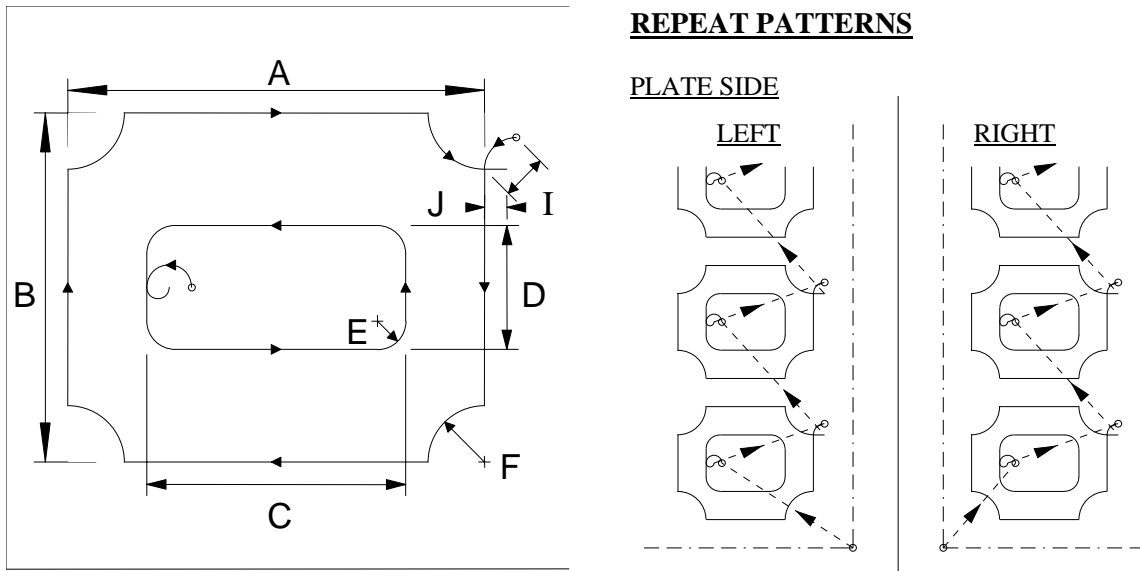 A
B
C
D
E
F
J
I
REPEAT PATTERNS
PLATE SIDE
LEFT
RIGHT